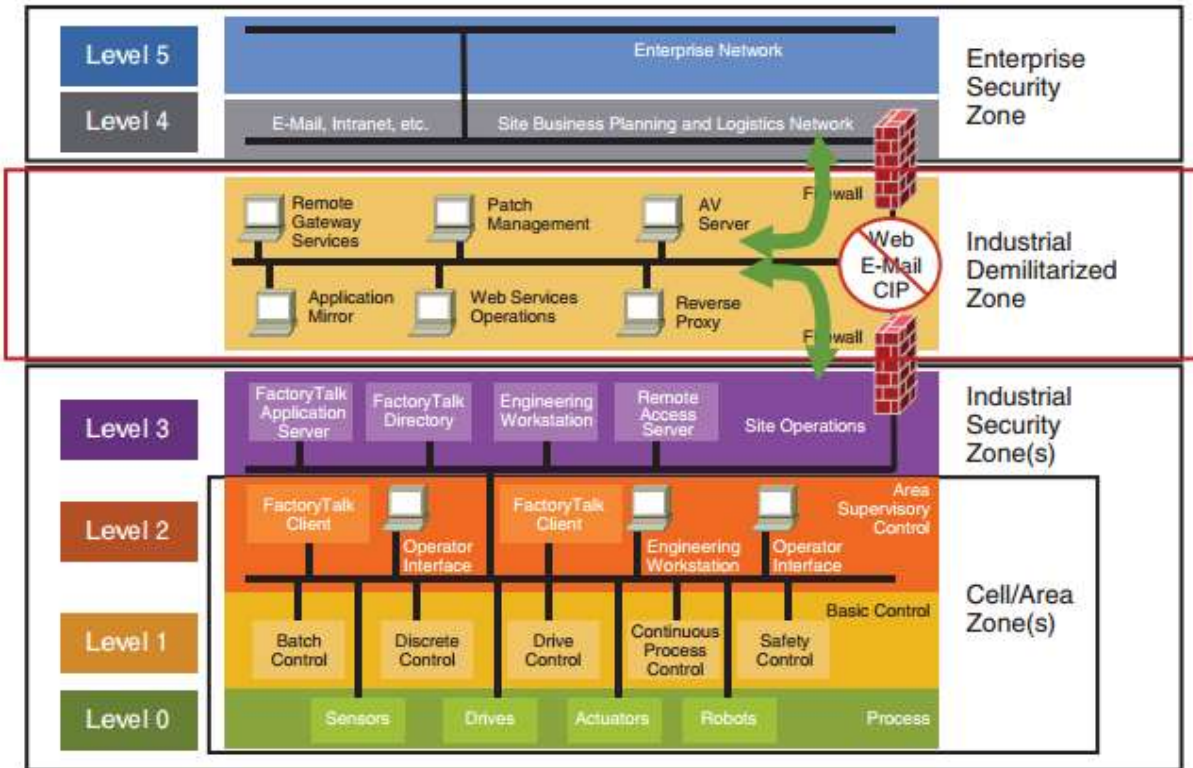 Level 5
Enterprise Network
Enterprise
Security
Zone
Level 4
E-Mail, Intranet, etc.
Site Business Planning and Logistics Network
Remote
Gateway
Services
Patch
Management
AV
Server
Firewall
Web
E-Mail
CIP
Industrial
Demilitarized
Zone
Application
Mirror
Web Services
Operations
Reverse
Proxy
Firewall
Level 3
FactoryTalk
Application
Server
FactoryTalk
Directory
Engineering
Workstation
Remote
Access
Server
Site Operations
Industrial
Security
Zone(s)
Level 2
FactoryTalk
Client
Operator
Interface
FactoryTalk
Client
Engineering
Workstation
Operator
Interface
Area
Supervisory
Control
Cell/Area
Zone(s)
Level 1
Basic Control
Batch
Control
Discrete
Control
Drive
Control
Continuous
Process
Control
Safety
Control
Level 0
Sensors
Drives
Actuators
Robots
Process